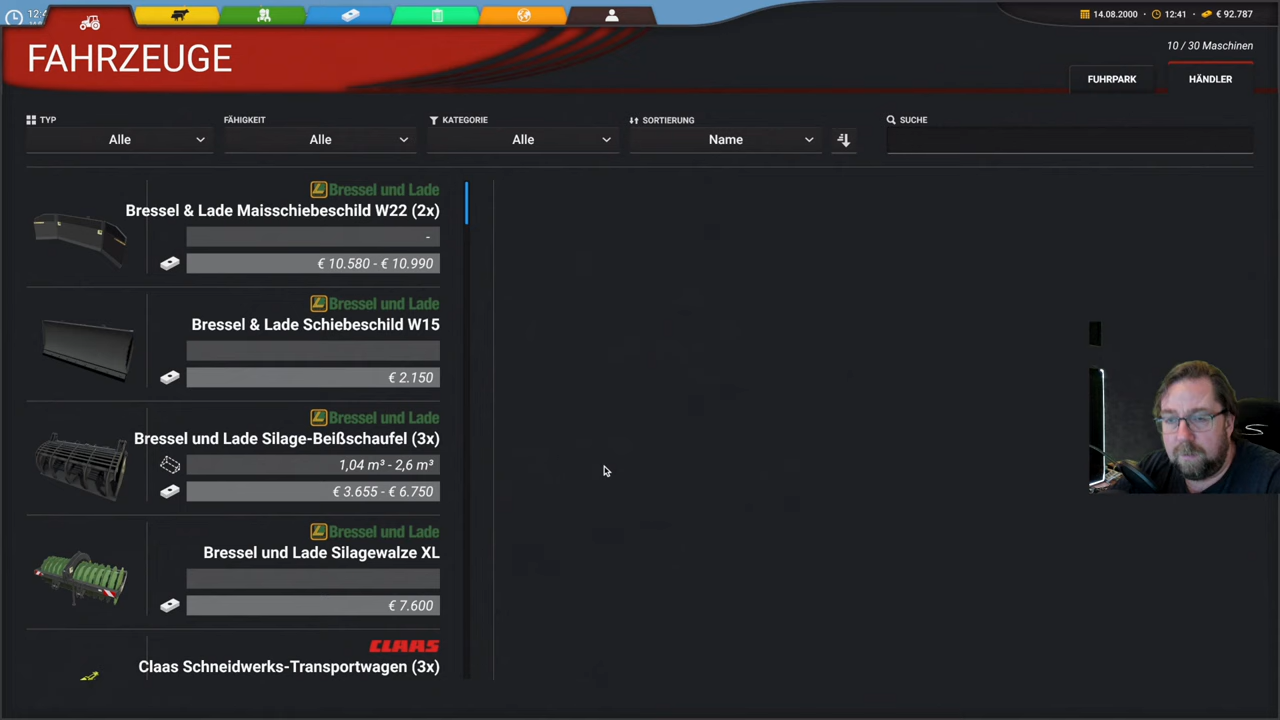 12:4
14.08.2000 · 12:41 · € 92.787
FAHRZEUGE
10 / 30 Maschinen
FUHRPARK
HÄNDLER
TYP
FÄHIGKEIT
KATEGORIE
SORTIERUNG
SUCHE
Alle
Alle
Alle
Name
Bressel und Lade
Bressel & Lade Maisschiebeschild W22 (2x)
-
€ 10.580 - € 10.990
Bressel und Lade
Bressel & Lade Schiebeschild W15
€ 2.150
Bressel und Lade
Bressel und Lade Silage-Beißschaufel (3x)
1,04 m³ - 2,6 m³
€ 3.655 - € 6.750
Bressel und Lade
Bressel und Lade Silagewalze XL
€ 7.600
CLAAS
Claas Schneidwerks-Transportwagen (3x)